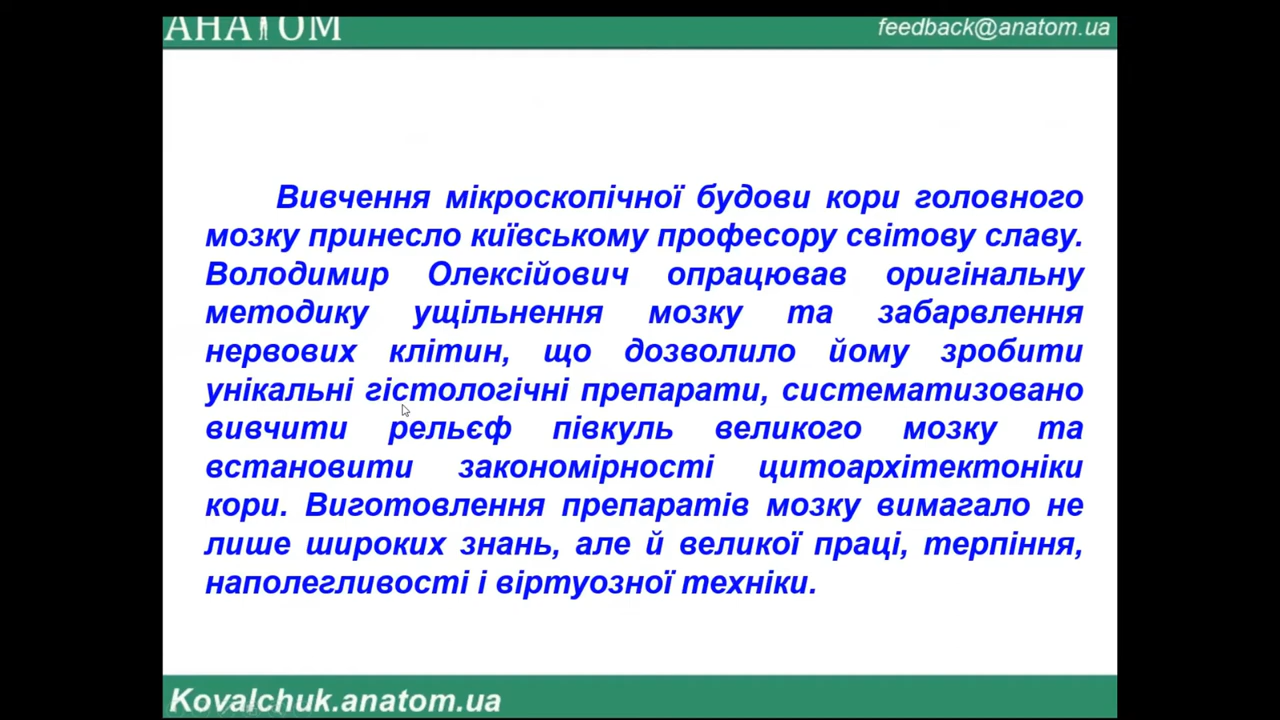 АНАТОМ
feedback@anatom.ua
Вивчення мікроскопічної будови кори головного
мозку принесло київському професору світову славу.
Володимир Олексійович опрацював оригінальну
методику ущільнення мозку та забарвлення
нервових клітин, що дозволило йому зробити
унікальні гістологічні препарати, систематизовано
вивчити рельєф півкуль великого мозку та
встановити закономірності цитоархітектоніки
кори. Виготовлення препаратів мозку вимагало не
лише широких знань, але й великої праці, терпіння,
наполегливості і віртуозної техніки.
Kovalchuk.anatom.ua